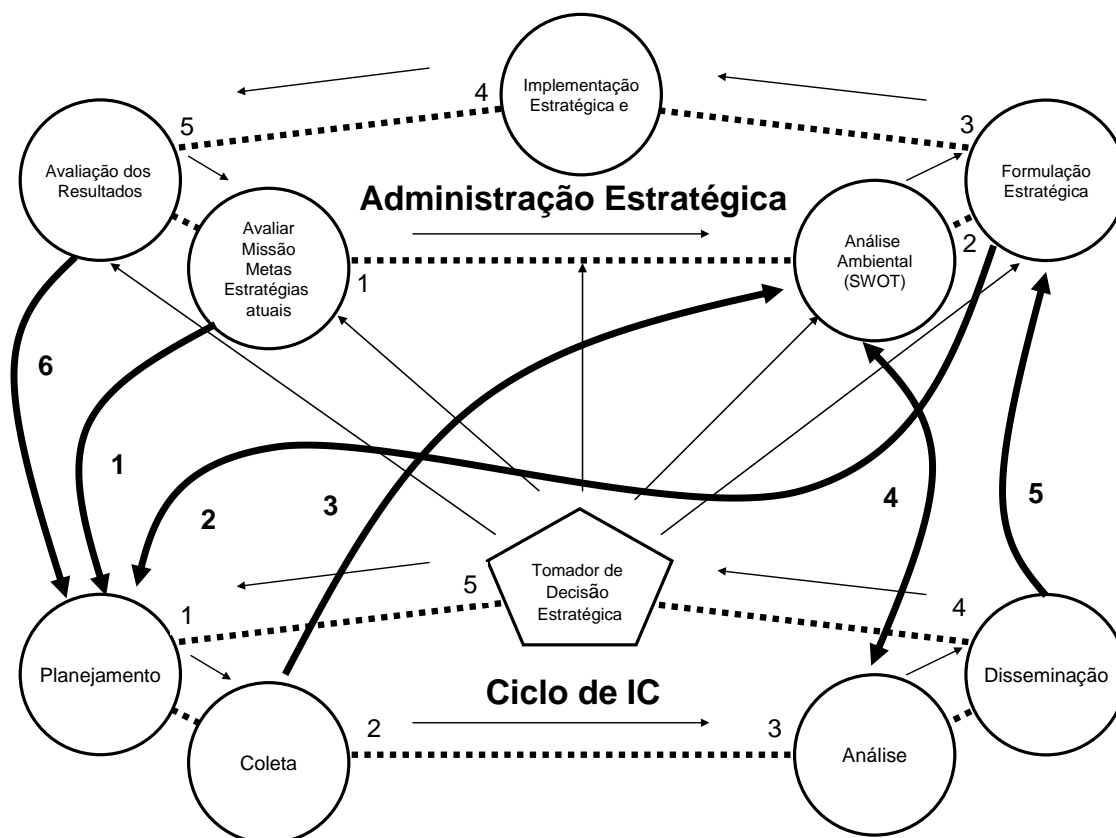 Implementação
Estratégica e
4
5
3
Avaliação dos
Resultados
Formulação
Estratégica
Administração Estratégica
Avaliar
Missão
Metas
Estratégias
atuais
1
Análise
Ambiental
(SWOT)
2
6
1
2
3
4
5
Tomador de
Decisão
Estratégica
5
1
4
Planejamento
Disseminação
Ciclo de IC
2
3
Coleta
Análise